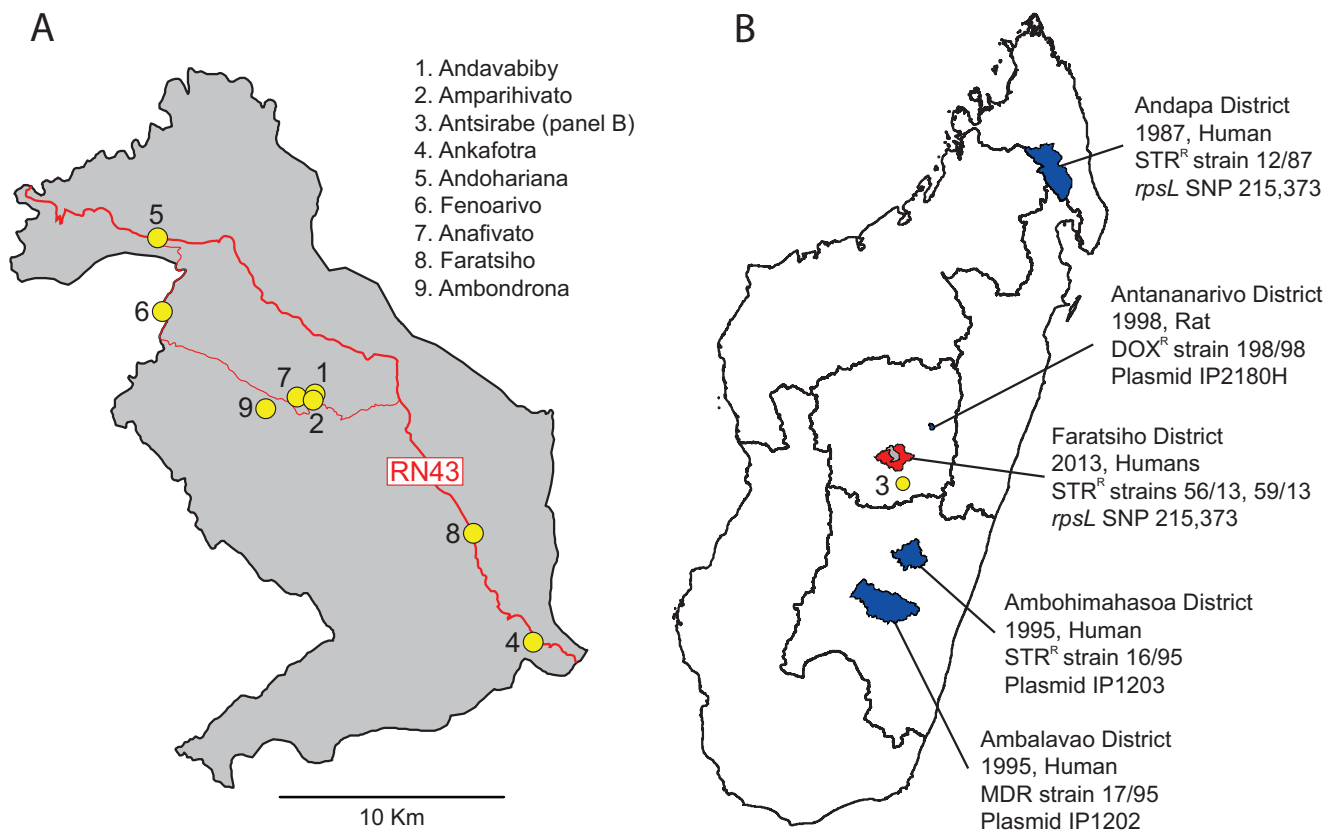 A
1. Andavabiby
2. Amparihivato
3. Antsirabe (panel B)
4. Ankafotra
5. Andohariana
6. Fenoarivo
7. Anafivato
8. Faratsiho
9. Ambondrona
5
6
7
1
9
2
RN43
8
4
10 Km
B
Andapa District
1987, Human
STRᴿ strain 12/87
rpsL SNP 215,373
Antananarivo District
1998, Rat
DOXᴿ strain 198/98
Plasmid IP2180H
Faratsiho District
2013, Humans
STRᴿ strains 56/13, 59/13
rpsL SNP 215,373
3
Ambohimahasoa District
1995, Human
STRᴿ strain 16/95
Plasmid IP1203
Ambalavao District
1995, Human
MDR strain 17/95
Plasmid IP1202